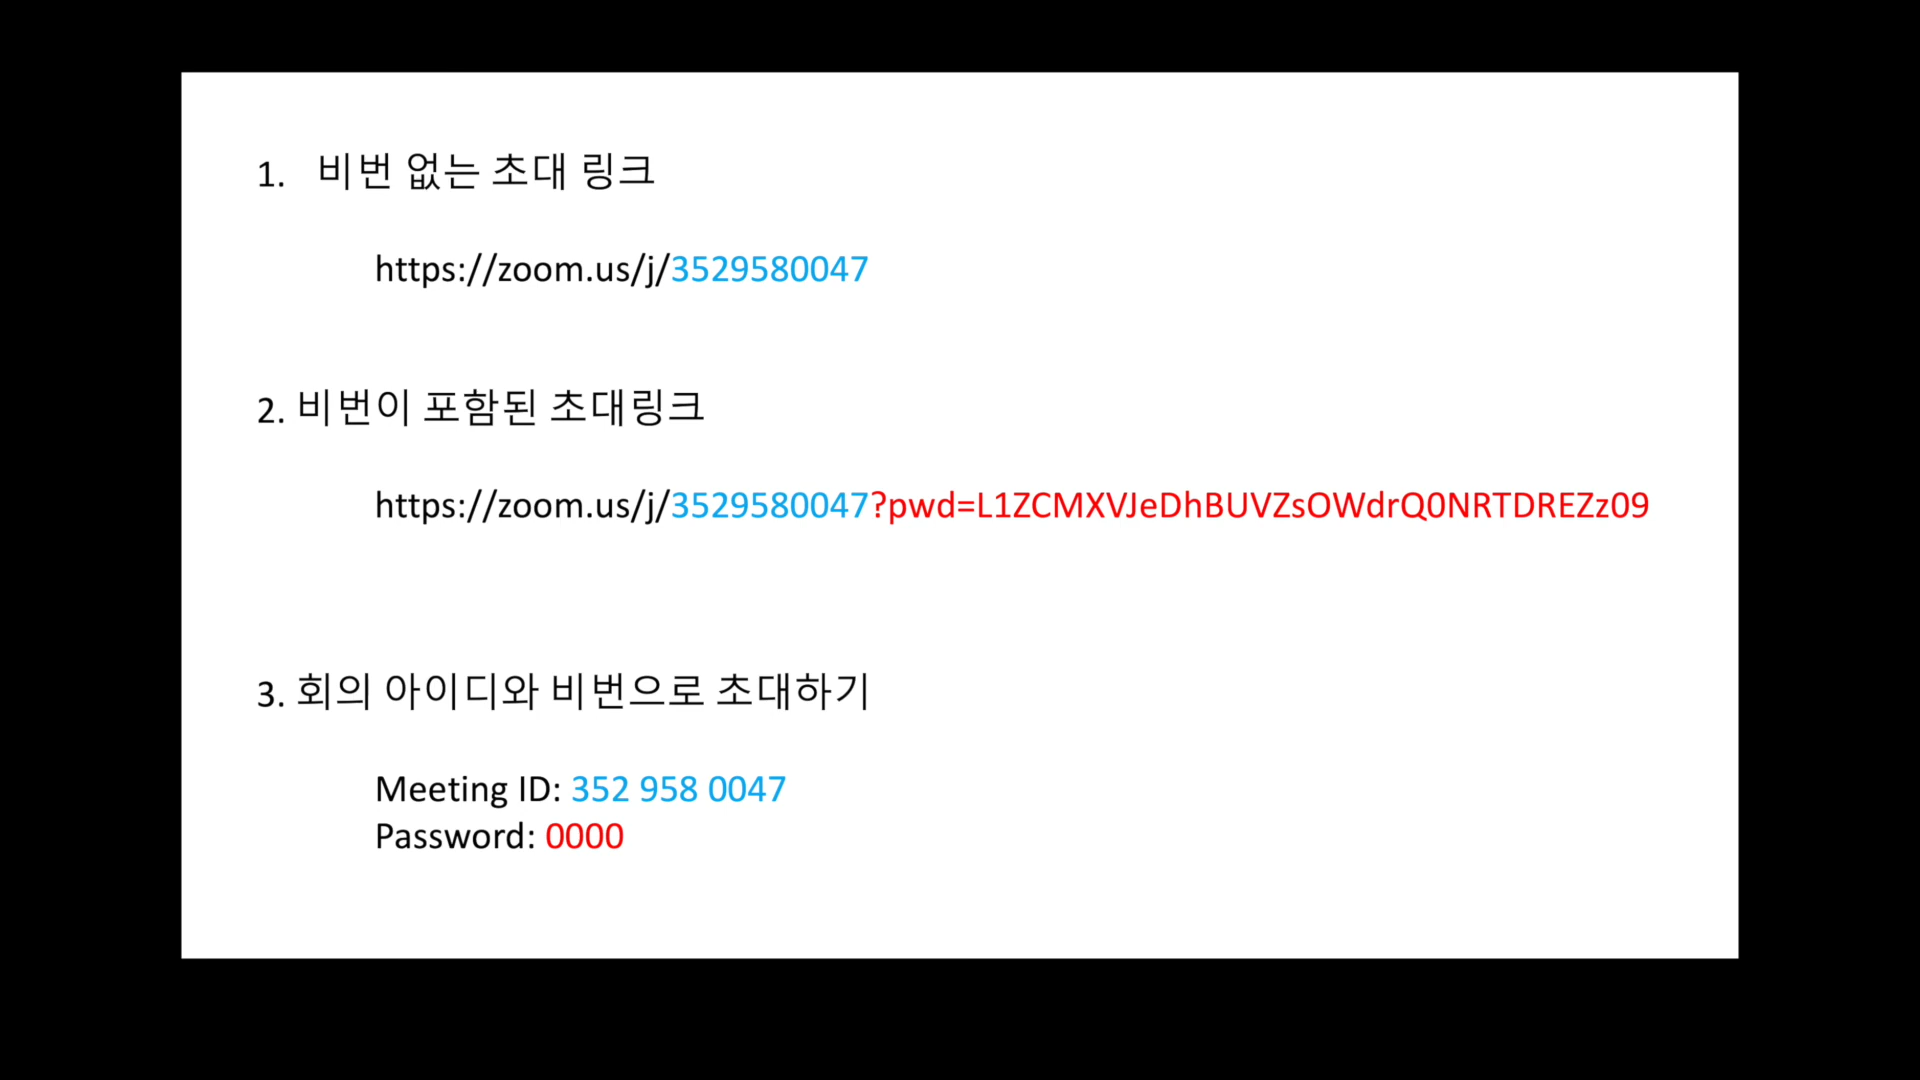 1. 비번 없는 초대 링크
https://zoom.us/j/3529580047
2. 비번이 포함된 초대링크
https://zoom.us/j/3529580047?pwd=L1ZCMXVJeDhBUVZsOWdrQ0NRTDREZz09
3. 회의 아이디와 비번으로 초대하기
Meeting ID: 352 958 0047
Password: 0000